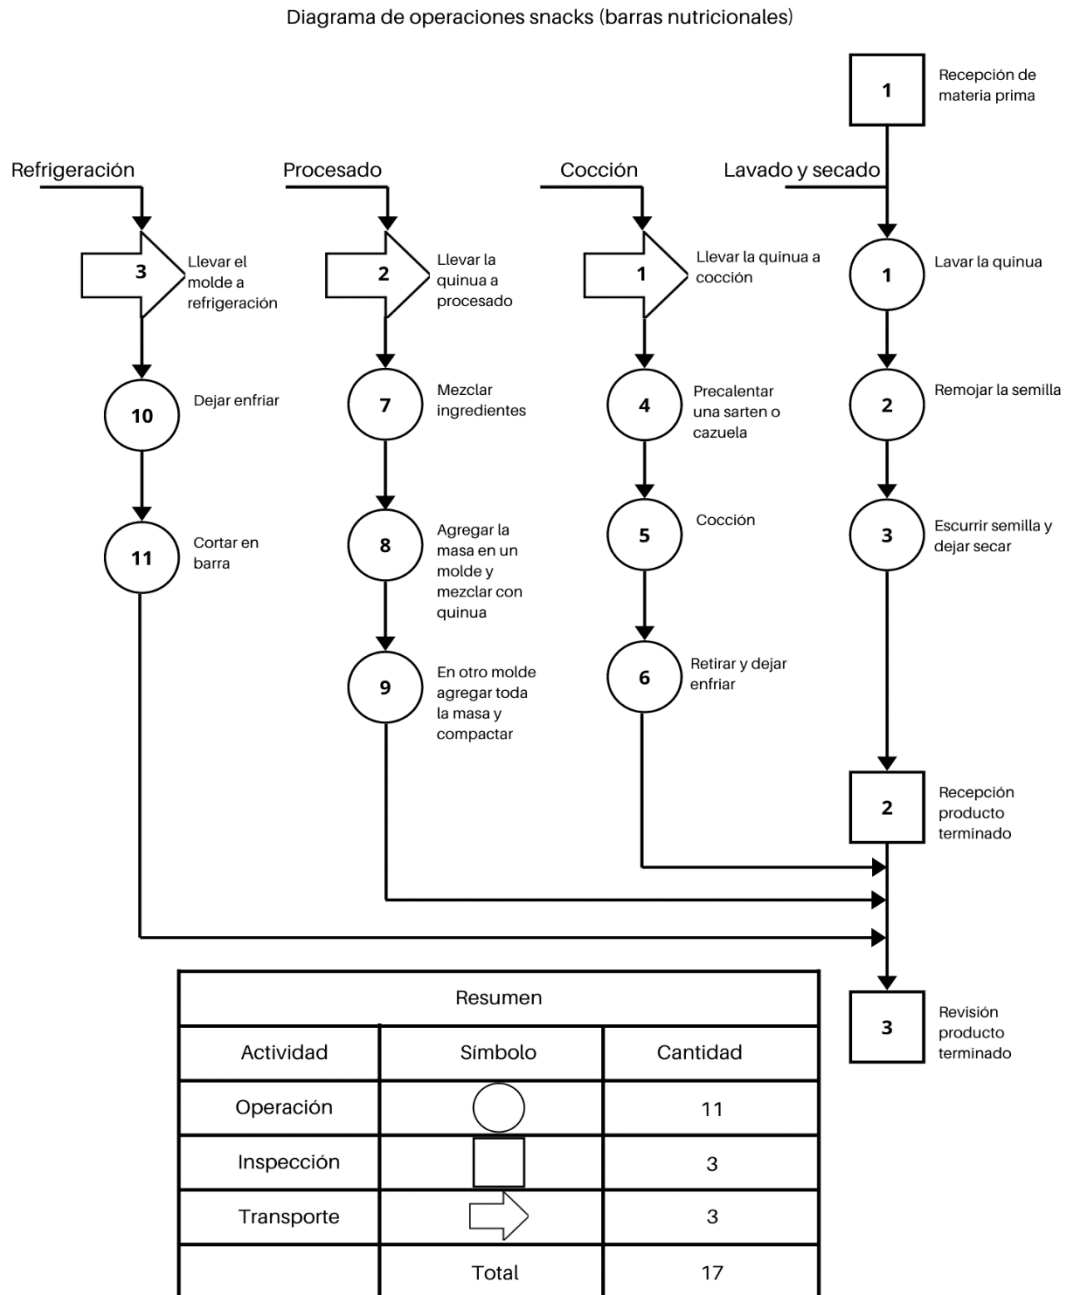 Diagrama de operaciones snacks (barras nutricionales)
1
Recepción de
materia prima
Refrigeración
Procesado
Cocción
Lavado y secado
3
Llevar el
molde a
refrigeración
2
Llevar la
quinua a
procesado
1
Llevar la quinua a
cocción
1
Lavar la quinua
10
Dejar enfriar
7
Mezclar
ingredientes
4
Precalentar
una sarten o
cazuela
2
Remojar la semilla
11
Cortar en
barra
8
Agregar la
masa en un
molde y
mezclar con
quinua
5
Cocción
3
Escurrir semilla y
dejar secar
9
En otro molde
agregar toda
la masa y
compactar
6
Retirar y dejar
enfriar
2
Recepción
producto
terminado
3
Revisión
producto
terminado
Resumen
Actividad Símbolo Cantidad
Operación 11
Inspección 3
Transporte 3
Total 17